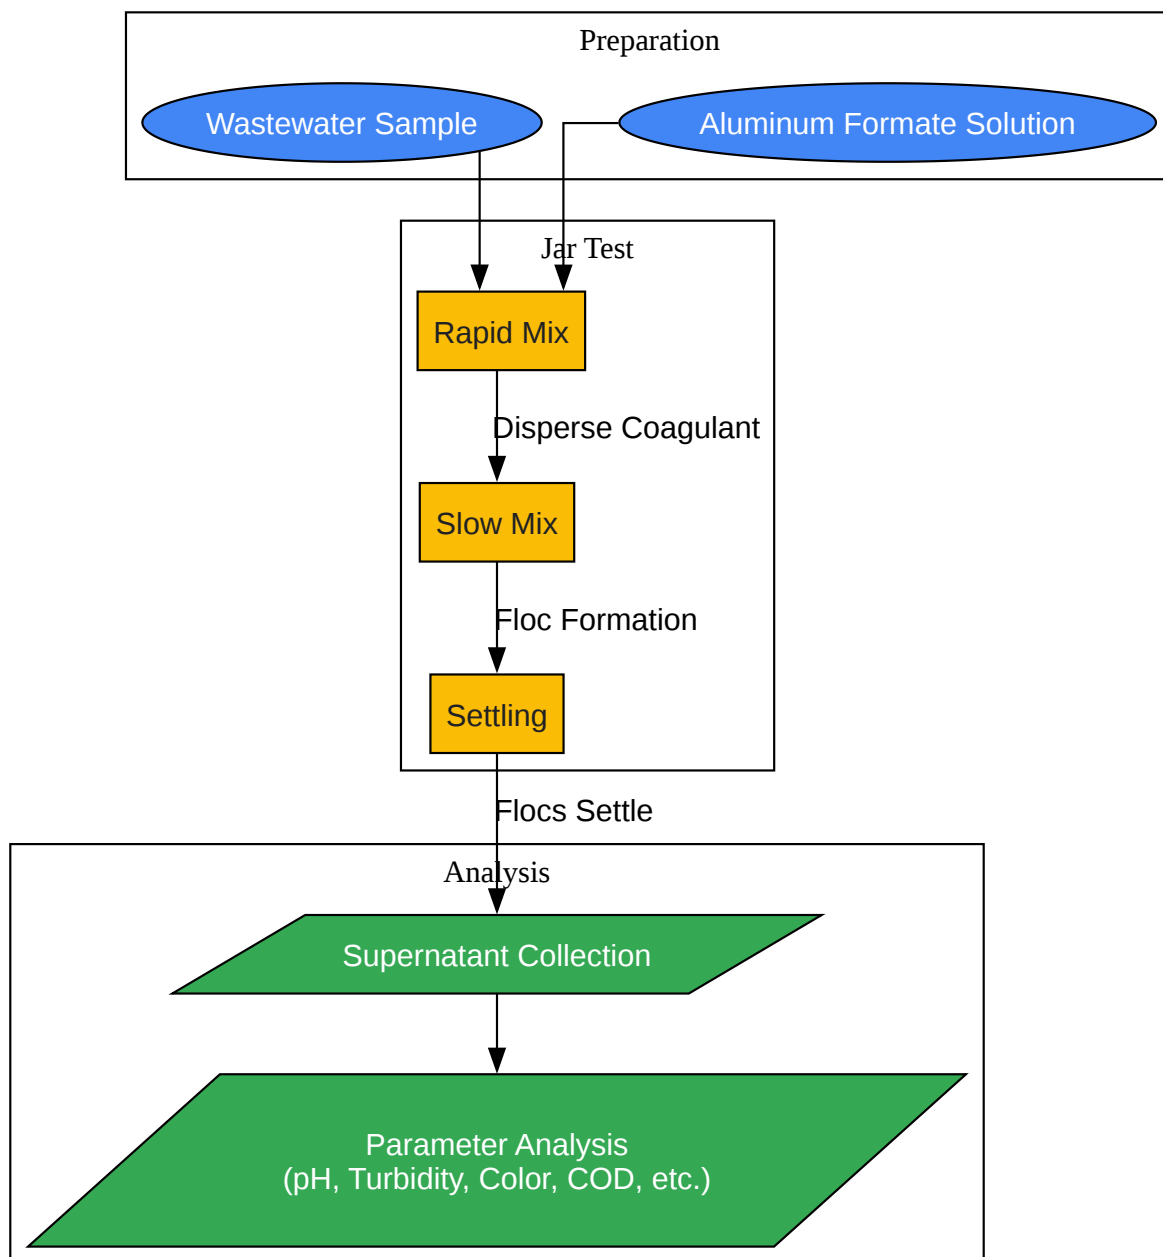 Preparation
Wastewater Sample
Aluminum Formate Solution
Jar Test
Rapid Mix
Disperse Coagulant
Slow Mix
Floc Formation
Settling
Flocs Settle
Analysis
Supernatant Collection
Parameter Analysis
(pH, Turbidity, Color, COD, etc.)